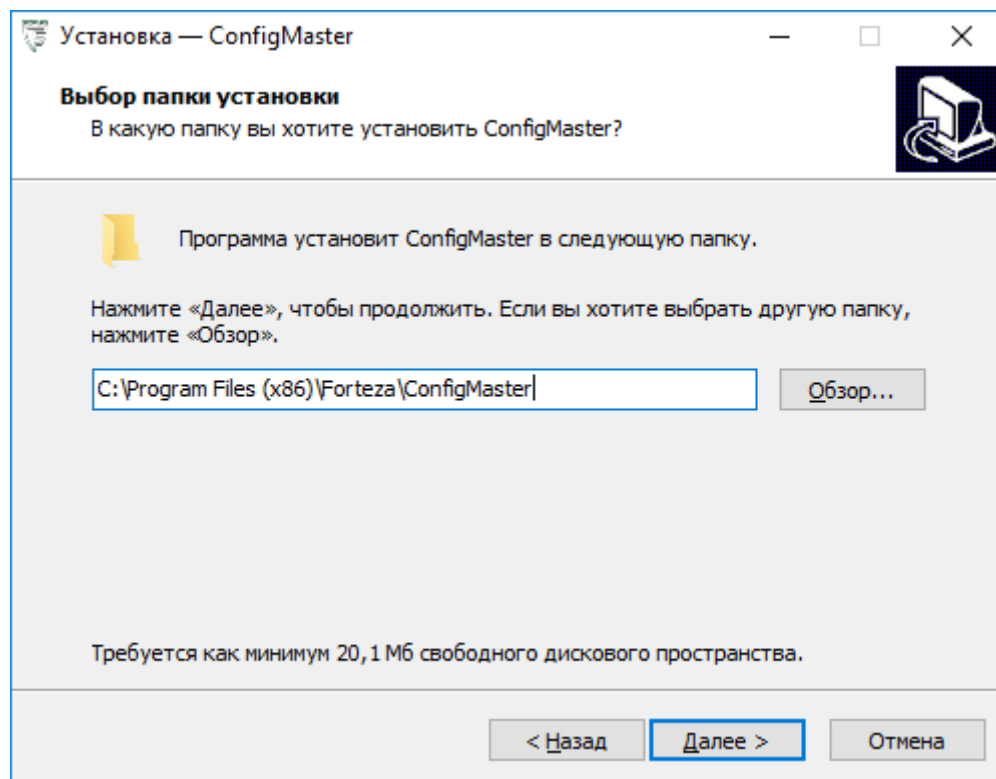 Установка — ConfigMaster
Выбор папки установки
В какую папку вы хотите установить ConfigMaster?
Программа установит ConfigMaster в следующую папку.
Нажмите «Далее», чтобы продолжить. Если вы хотите выбрать другую папку,
нажмите «Обзор».
C:\Program Files (x86)\Forteza\ConfigMaster
Обзор...
Требуется как минимум 20,1 Мб свободного дискового пространства.
< Назад
Далее >
Отмена